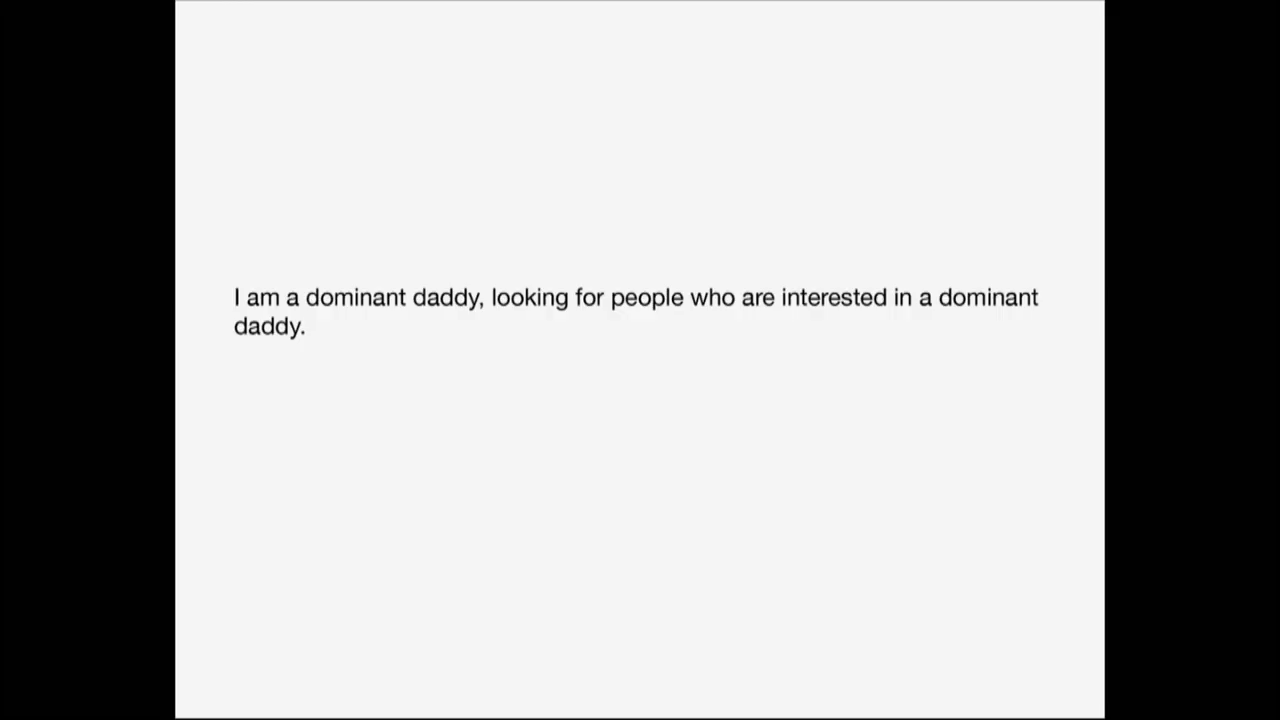 I am a dominant daddy, looking for people who are interested in a dominant
daddy.